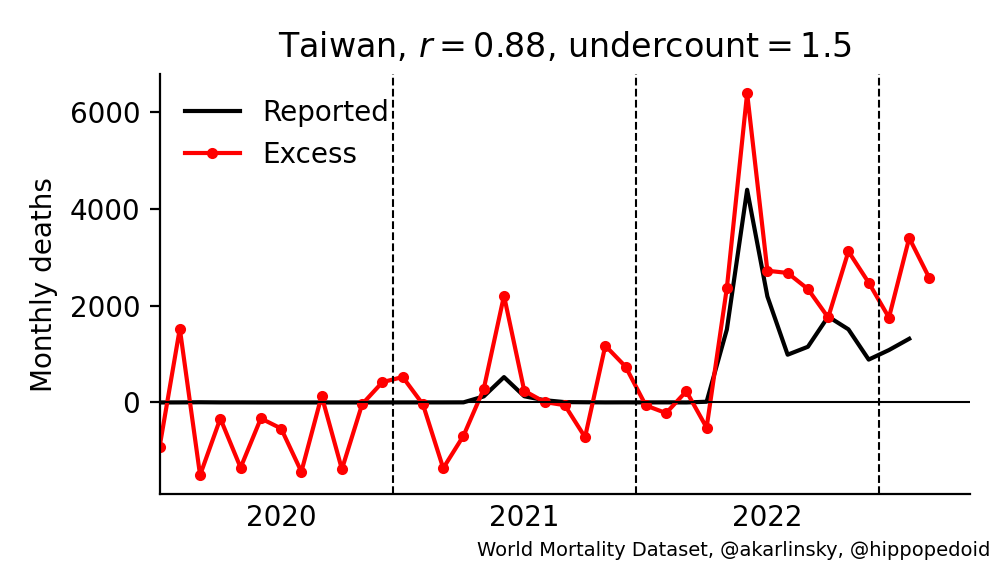 Taiwan, r = 0.88, undercount = 1.5
Reported
Excess
Monthly deaths
6000
4000
2000
0
2020 2021 2022
World Mortality Dataset, @akarlinsky, @hippopedoid